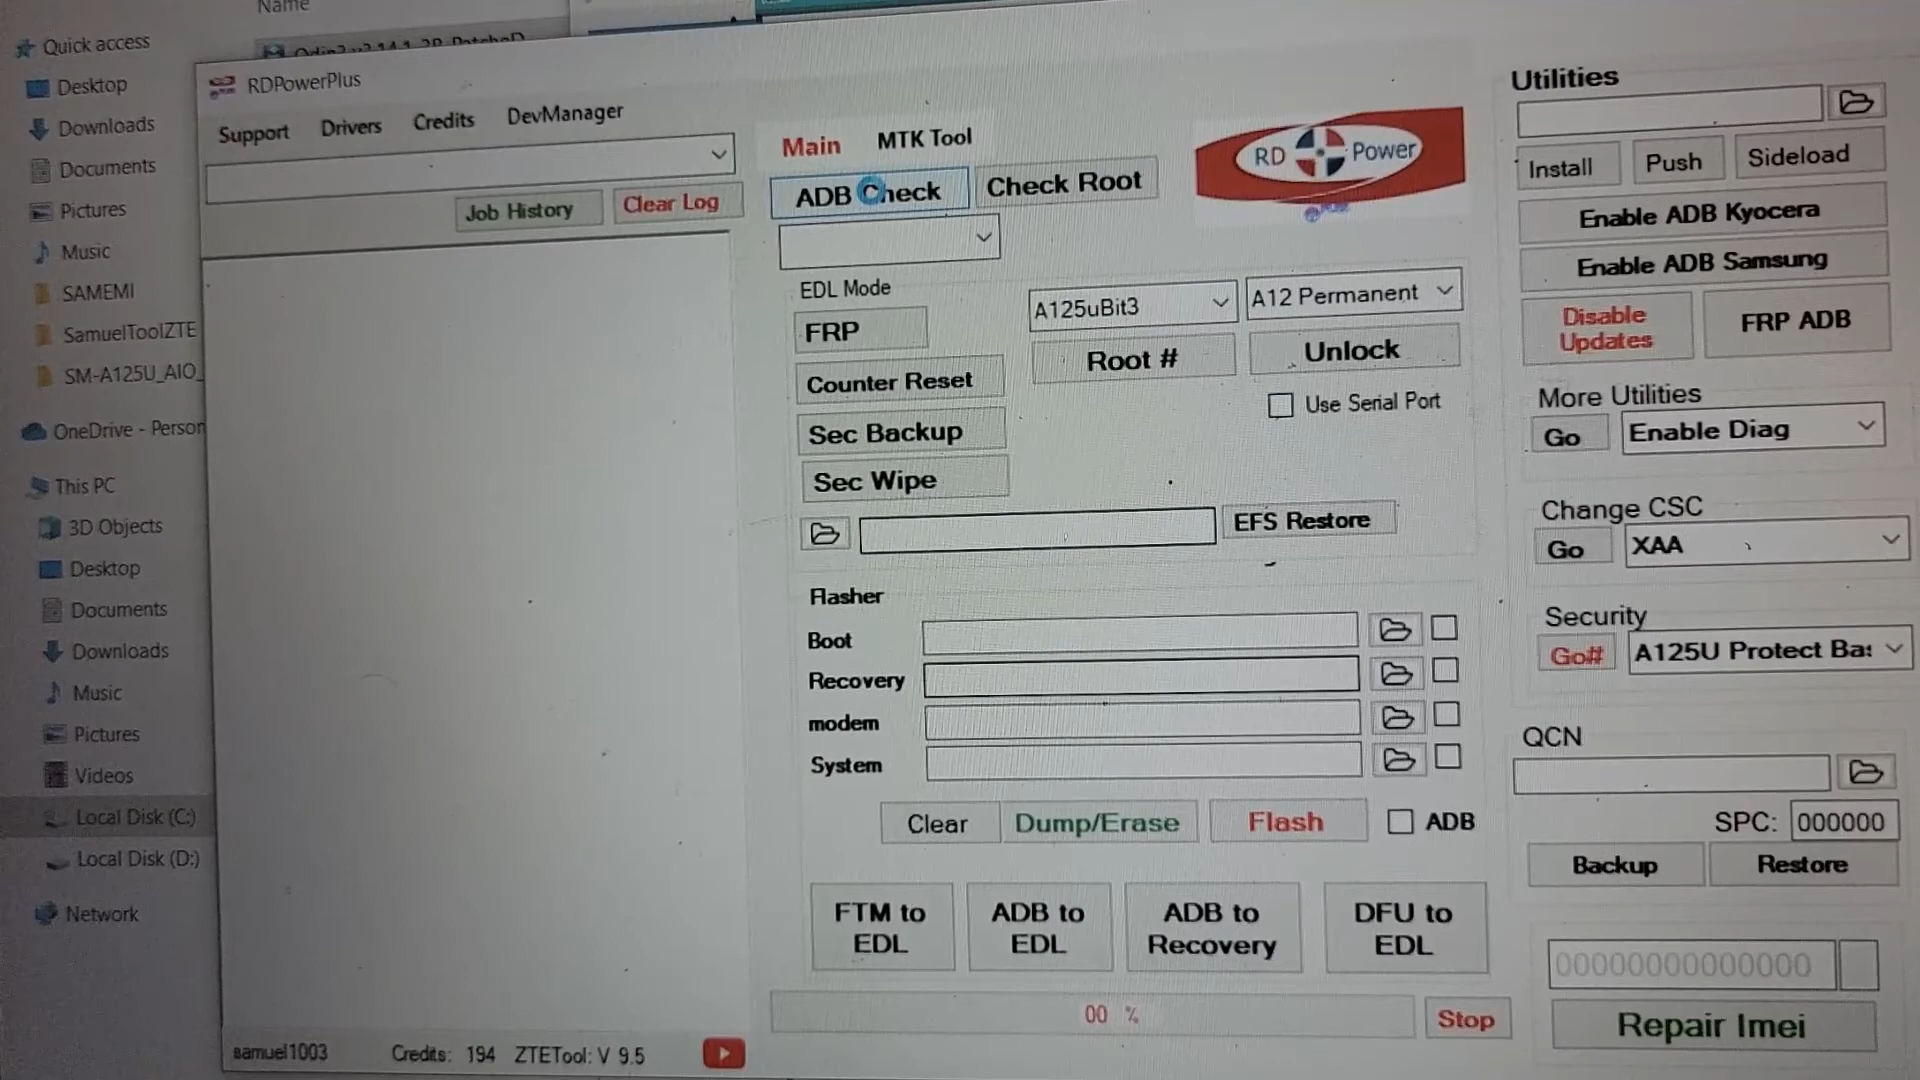 Name
Quick access
Desktop
Downloads
Documents
Pictures
Music
SAMEMI
SamuelToolZTE
SM-A125U_AIO_
OneDrive - Person
This PC
3D Objects
Desktop
Documents
Downloads
Music
Pictures
Videos
Local Disk (C:)
Local Disk (D:)
Network
RDPowerPlus
Support Drivers Credits DevManager
Job History Clear Log
samuel1003 Credits: 194 ZTETool: V 9.5
Main MTK Tool
ADB Check Check Root
RD Power
EDL Mode
FRP
A125uBit3 A12 Permanent
Root # Unlock
Counter Reset
Use Serial Port
Sec Backup
Sec Wipe
EFS Restore
Flasher
Boot
Recovery
modem
System
Clear Dump/Erase Flash ADB
FTM to EDL
ADB to EDL
ADB to Recovery
DFU to EDL
00 %
Stop
Utilities
Install Push Sideload
Enable ADB Kyocera
Enable ADB Samsung
Disable Updates
FRP ADB
More Utilities
Go Enable Diag
Change CSC
Go XAA
Security
Go# A125U Protect Bas
QCN
SPC: 000000
Backup Restore
00000000000000
Repair Imei